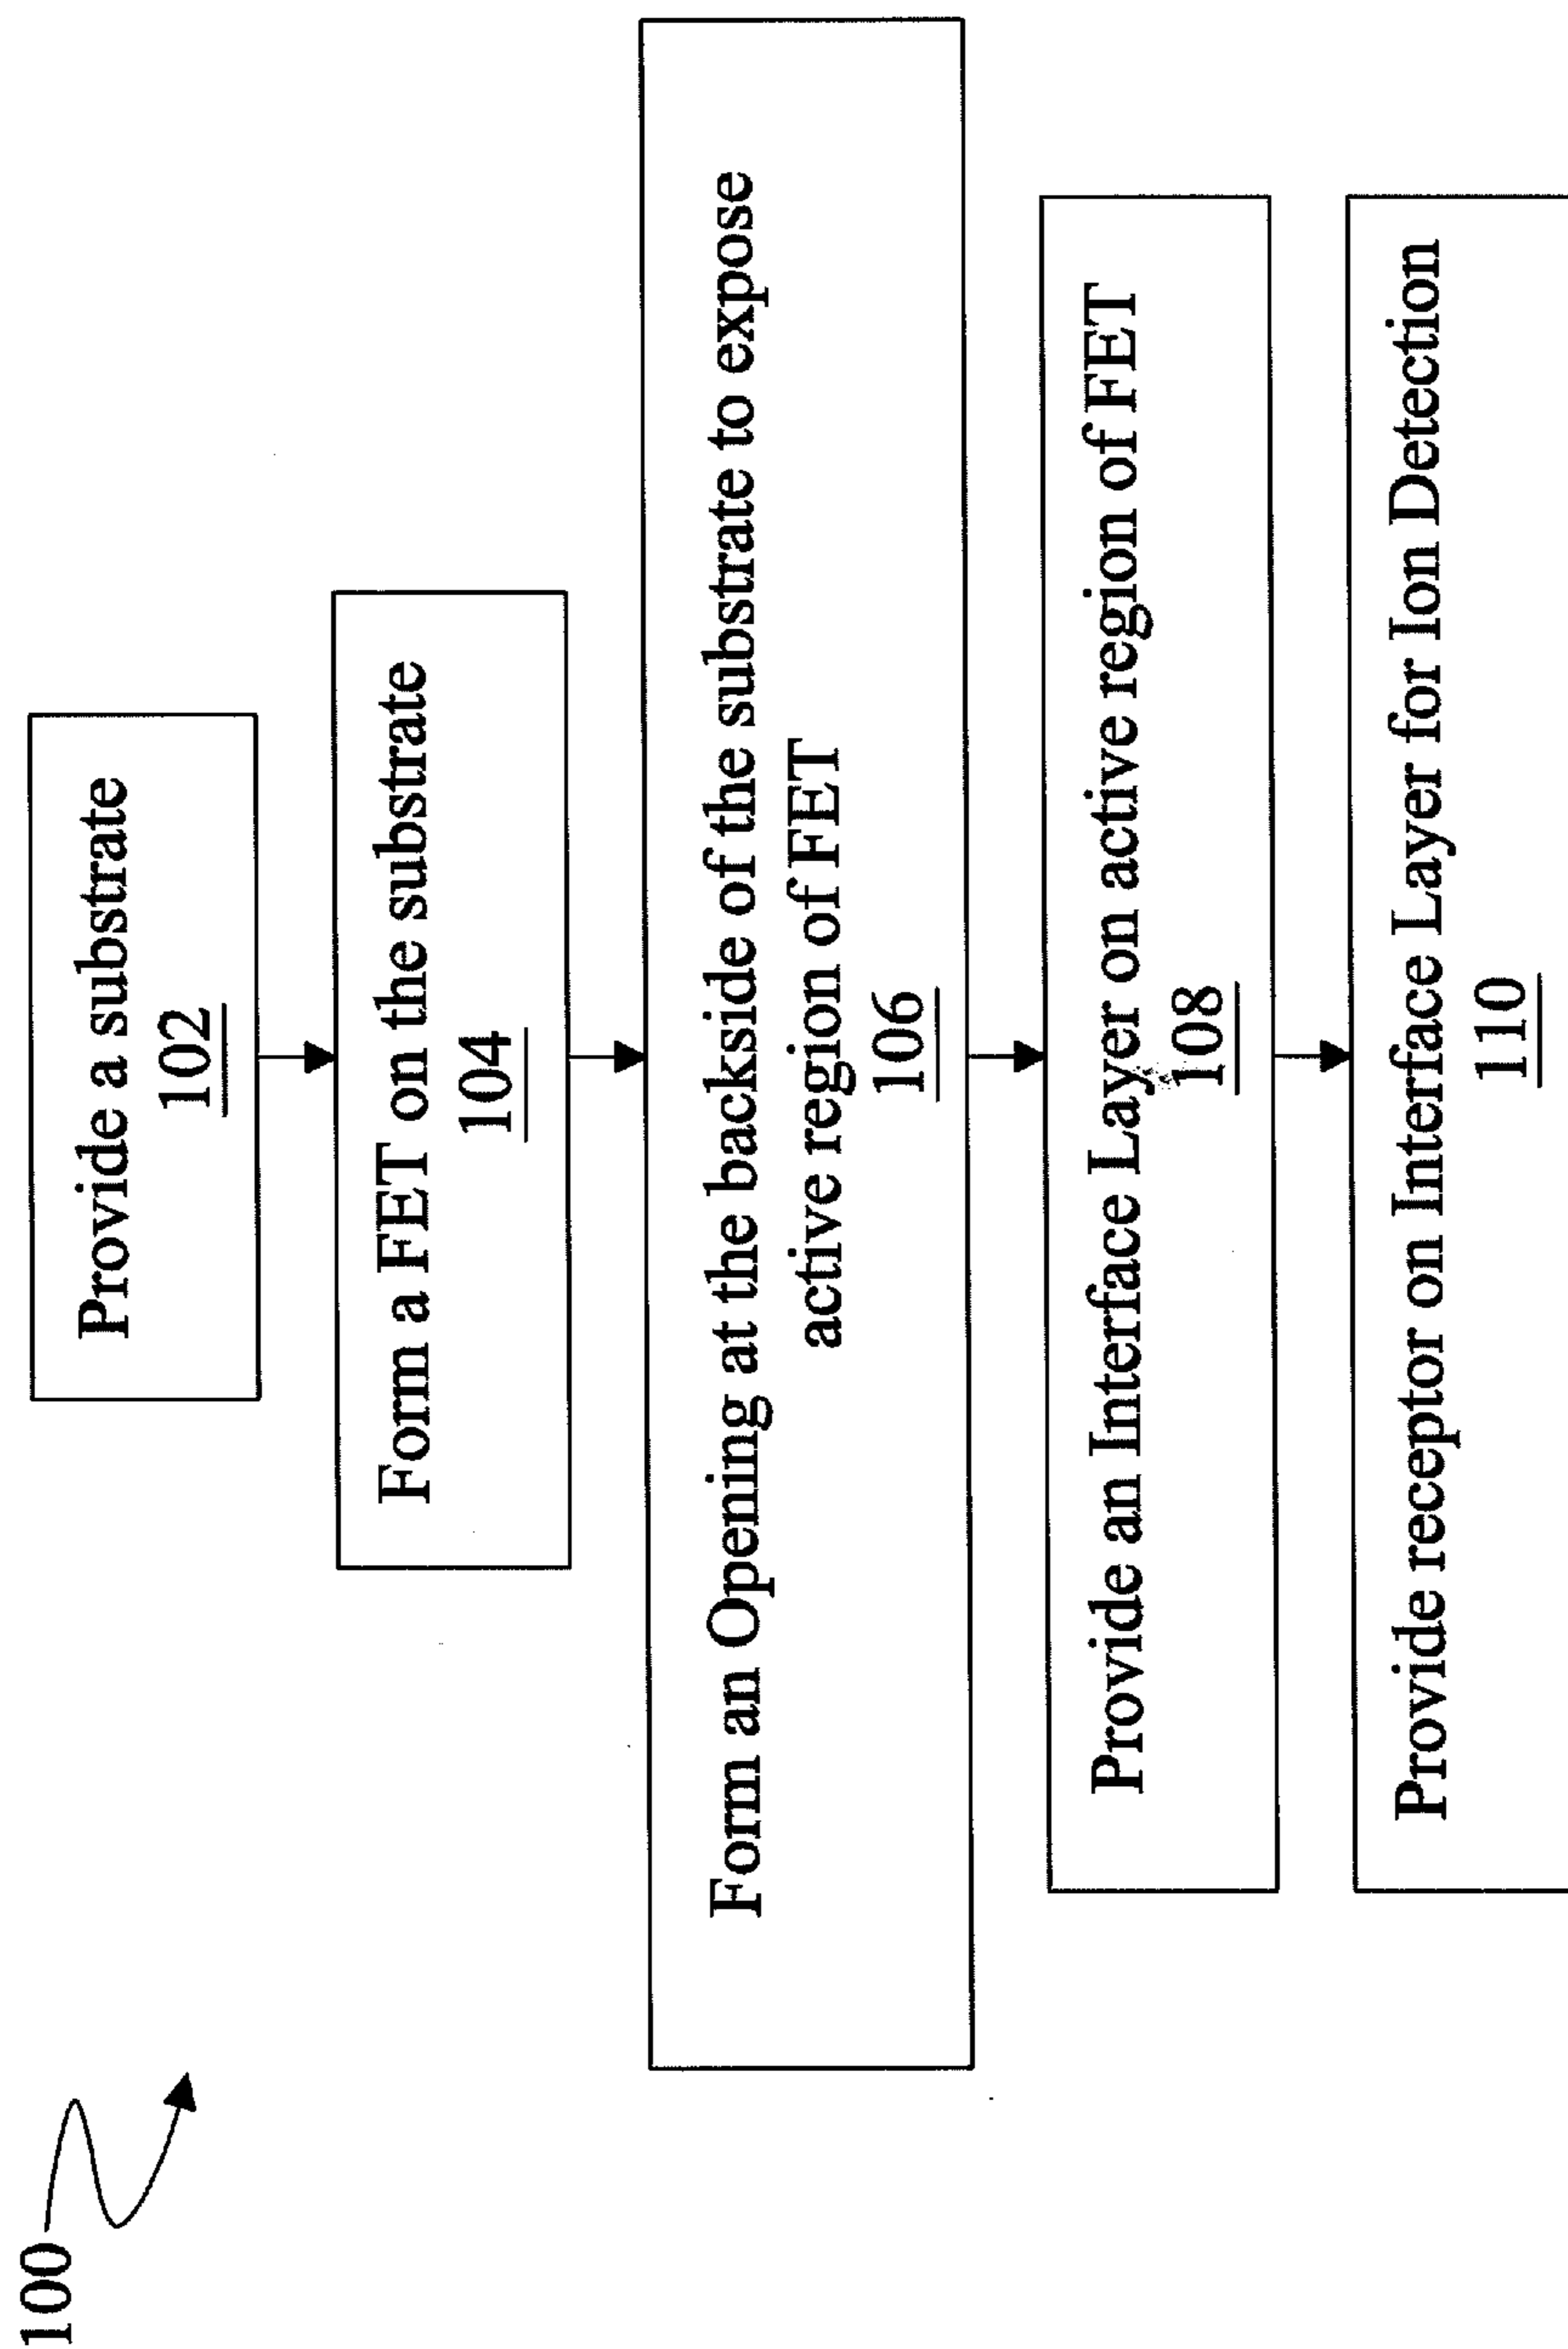 100
Provide a substrate
102
Form a FET on the substrate
104
Form an Opening at the backside of the substrate to expose
active region of FET
106
Provide an Interface Layer on active region of FET
108
Provide receptor on Interface Layer for Ion Detection
110